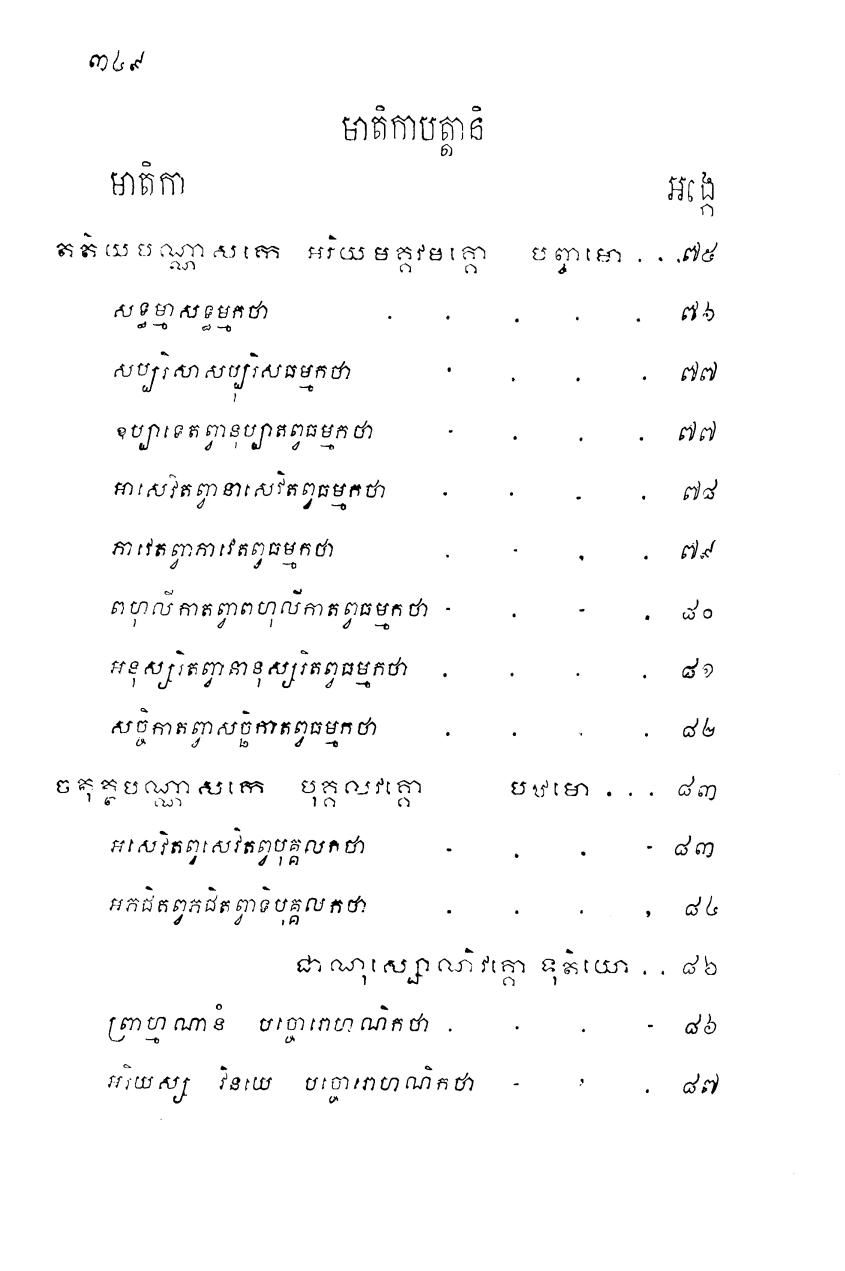 ៣៤៩
មាតិកាបត្តានិ
មាតិកា អង្កេ
តតិយបណ្ណាសកេ អរិយមគ្គវគ្គោ បញ្ចមោ . . . ៧៥
សទ្ធម្មាសទ្ធម្មកថា . . . . . ៧៦
សប្បុរិសាសប្បុរិសធម្មកថា . . . . ៧៧
ឧប្បាទេតព្វានុប្បាតព្វធម្មកថា . . . . ៧៧
អាសេវិតព្វានាសេវិតព្វធម្មកថា . . . . ៧៨
ភាវេតព្វាភាវេតព្វធម្មកថា . . . . ៧៩
ពហុលីកាតព្វាពហុលីកាតព្វធម្មកថា . . . . ៨០
អនុស្សរិតព្វានានុស្សរិតព្វធម្មកថា . . . . ៨១
សច្ឆិកាតព្វាសច្ឆិកាតព្វធម្មកថា . . . . ៨២
ចតុត្ថបណ្ណាសកេ បុគ្គលវគ្គោ បឋមោ . . . ៨៣
អសេវិតព្វសេវិតព្វបុគ្គលកថា . . . . ៨៣
អភជិតព្វភជិតព្វាទិបុគ្គលកថា . . . . ៨៤
ជាណុស្សោណិវគ្គោ ទុតិយោ . . ៨៦
ព្រាហ្មណានំ បច្ចោរោហណិកថា . . . . ៨៦
អរិយស្ស វិនយេ បច្ចោរោហណិកថា . . . ៨៧